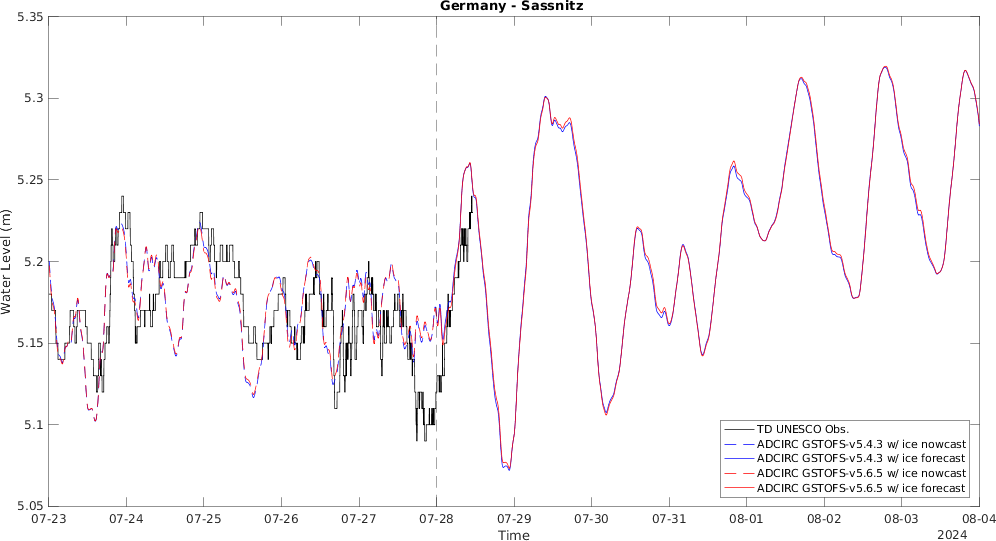 Germany - Sassnitz
Water Level (m)
5.35
5.3
5.25
5.2
5.15
5.1
5.05
TD UNESCO Obs.
ADCIRC GSTOFS-v5.4.3 w/ ice nowcast
ADCIRC GSTOFS-v5.4.3 w/ ice forecast
ADCIRC GSTOFS-v5.6.5 w/ ice nowcast
ADCIRC GSTOFS-v5.6.5 w/ ice forecast
07-23 07-24 07-25 07-26 07-27 07-28 07-29 07-30 07-31 08-01 08-02 08-03 08-04
Time
2024